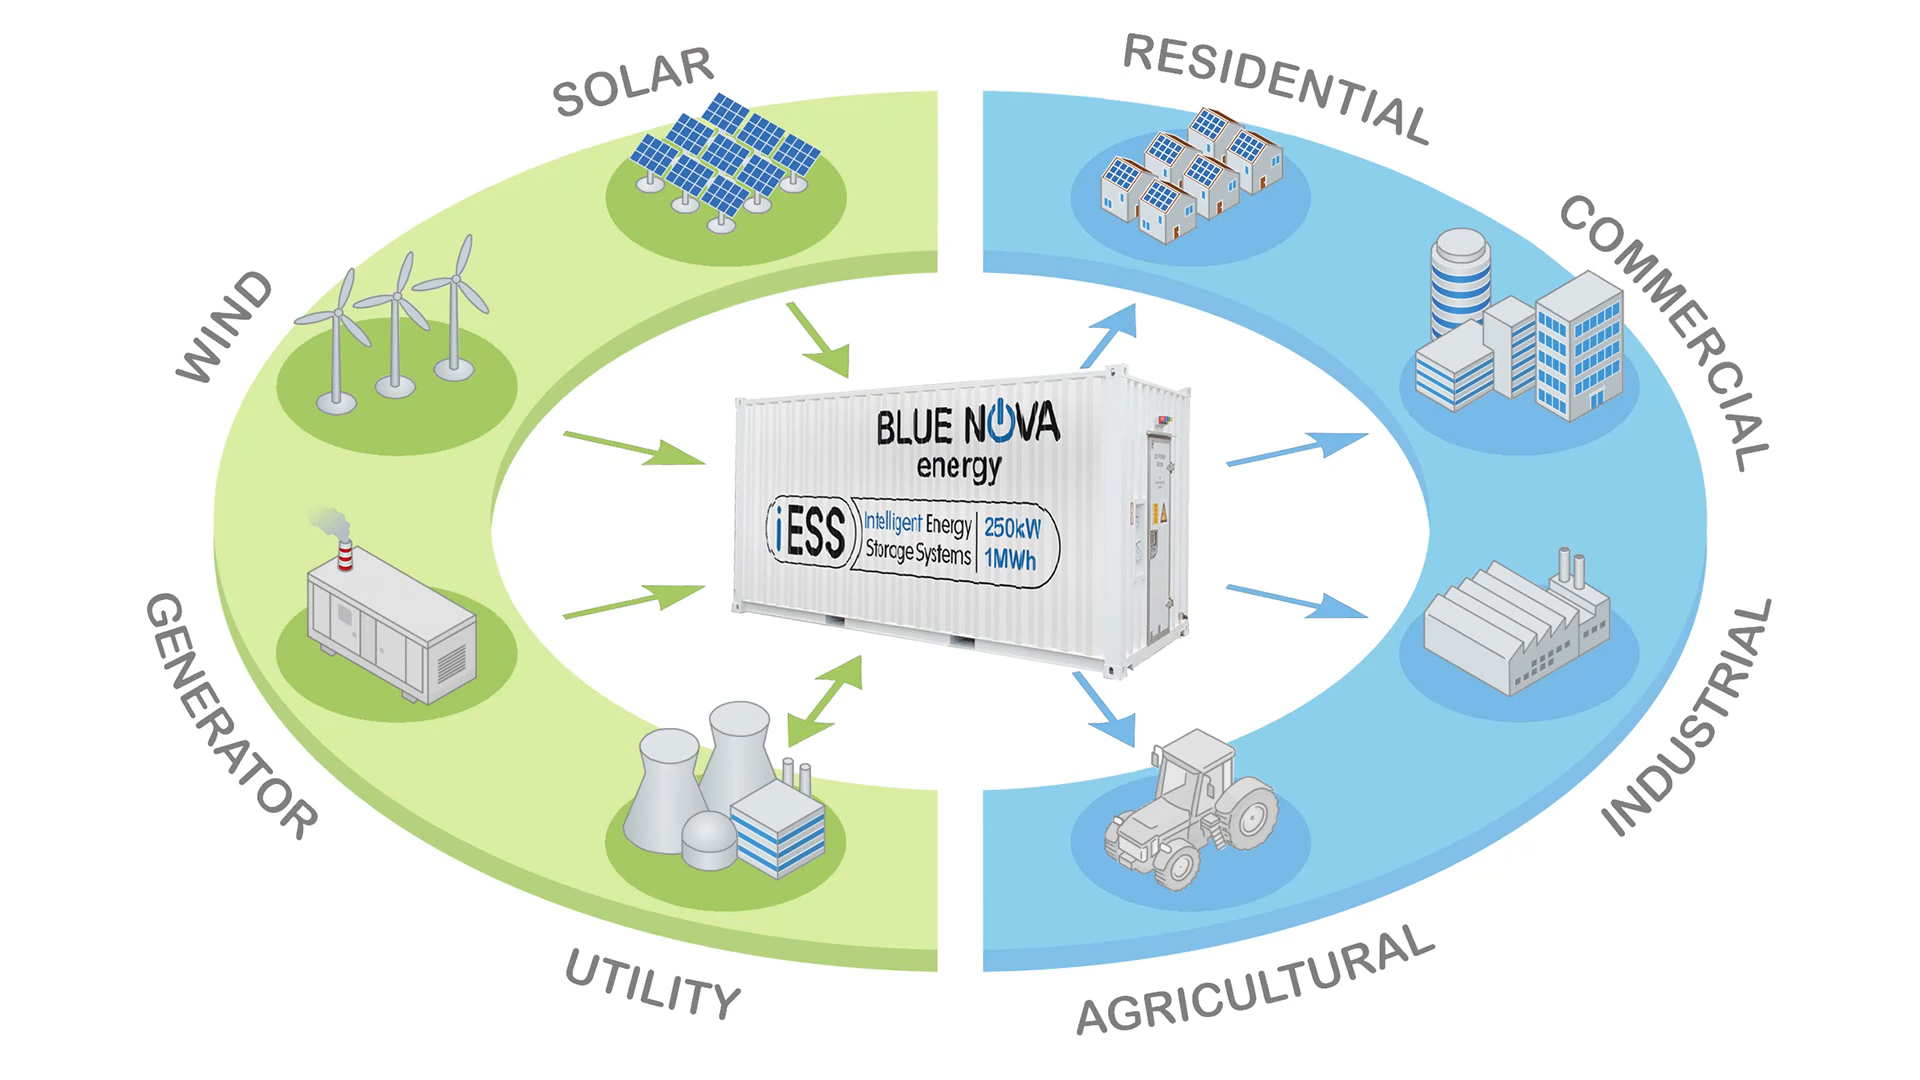 SOLAR
RESIDENTIAL
WIND
COMMERCIAL
BLUE NOVA
energy
iESS
Intelligent Energy
Storage Systems
250kW
1MWh
GENERATOR
INDUSTRIAL
UTILITY
AGRICULTURAL